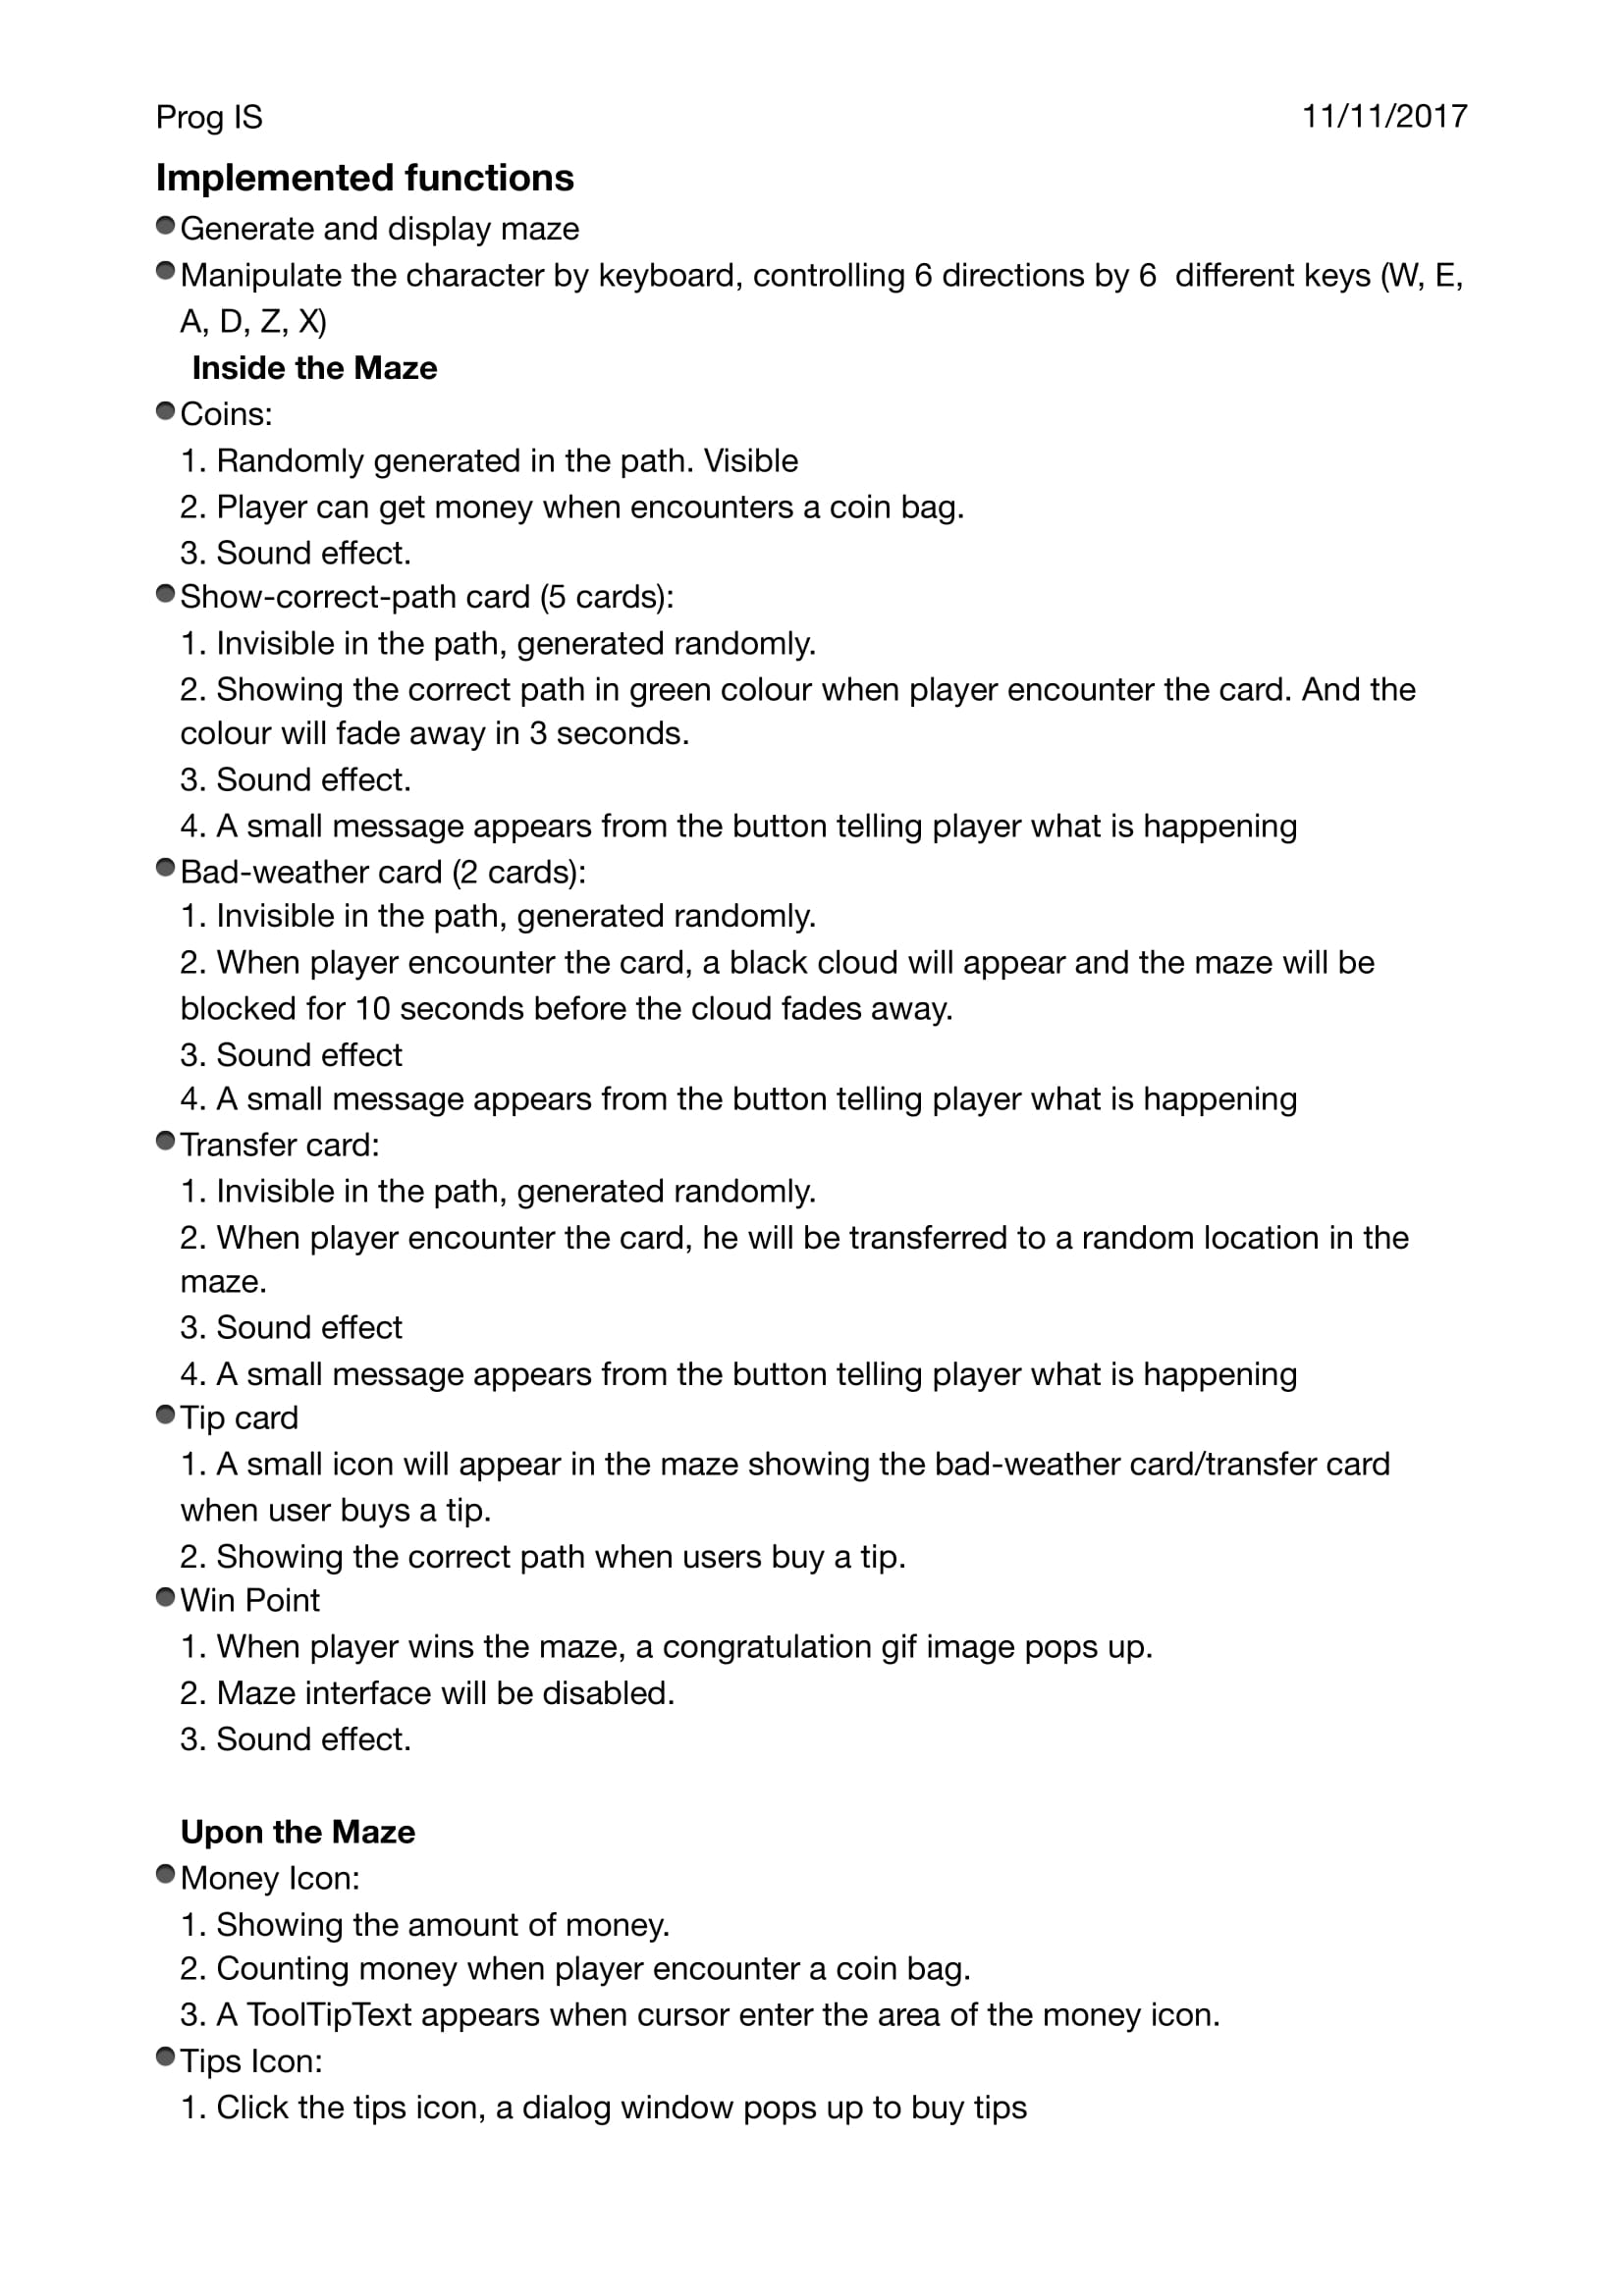 Prog IS 11/11/2017
Implemented functions
● Generate and display maze
● Manipulate the character by keyboard, controlling 6 directions by 6  different keys (W, E,
A, D, Z, X)
Inside the Maze
● Coins:
1. Randomly generated in the path. Visible
2. Player can get money when encounters a coin bag.
3. Sound effect.
● Show-correct-path card (5 cards):
1. Invisible in the path, generated randomly.
2. Showing the correct path in green colour when player encounter the card. And the
colour will fade away in 3 seconds.
3. Sound effect.
4. A small message appears from the button telling player what is happening
● Bad-weather card (2 cards):
1. Invisible in the path, generated randomly.
2. When player encounter the card, a black cloud will appear and the maze will be
blocked for 10 seconds before the cloud fades away.
3. Sound effect
4. A small message appears from the button telling player what is happening
● Transfer card:
1. Invisible in the path, generated randomly.
2. When player encounter the card, he will be transferred to a random location in the
maze.
3. Sound effect
4. A small message appears from the button telling player what is happening
● Tip card
1. A small icon will appear in the maze showing the bad-weather card/transfer card
when user buys a tip.
2. Showing the correct path when users buy a tip.
● Win Point
1. When player wins the maze, a congratulation gif image pops up.
2. Maze interface will be disabled.
3. Sound effect.
Upon the Maze
● Money Icon:
1. Showing the amount of money.
2. Counting money when player encounter a coin bag.
3. A ToolTipText appears when cursor enter the area of the money icon.
● Tips Icon:
1. Click the tips icon, a dialog window pops up to buy tips